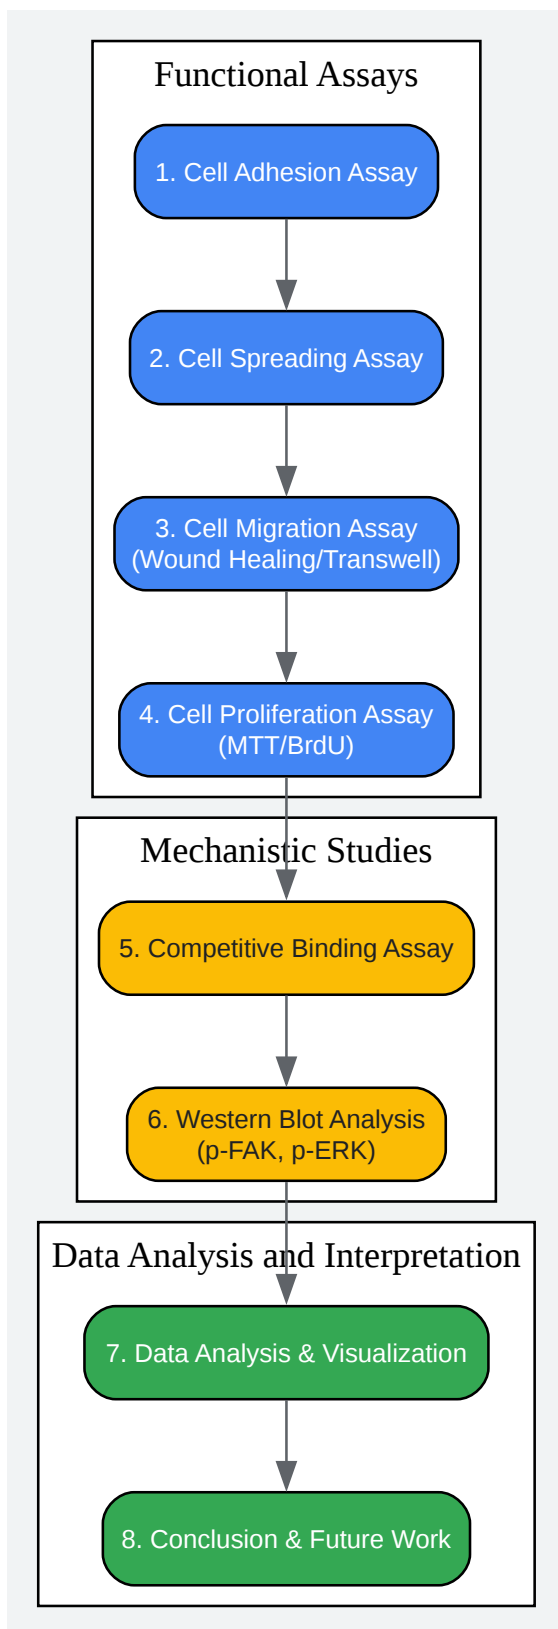 Functional Assays
1. Cell Adhesion Assay
2. Cell Spreading Assay
3. Cell Migration Assay
(Wound Healing/Transwell)
4. Cell Proliferation Assay
(MTT/BrdU)
Mechanistic Studies
5. Competitive Binding Assay
6. Western Blot Analysis
(p-FAK, p-ERK)
Data Analysis and Interpretation
7. Data Analysis & Visualization
8. Conclusion & Future Work